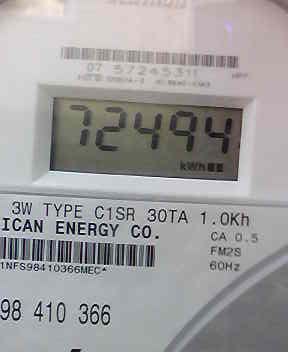 07 57245311
72494
kWh
3W TYPE C1SR 30TA 1.0Kh
ICAN ENERGY CO.
CA 0.5
FM2S
1NFS98410366MEC*
60Hz
98 410 366